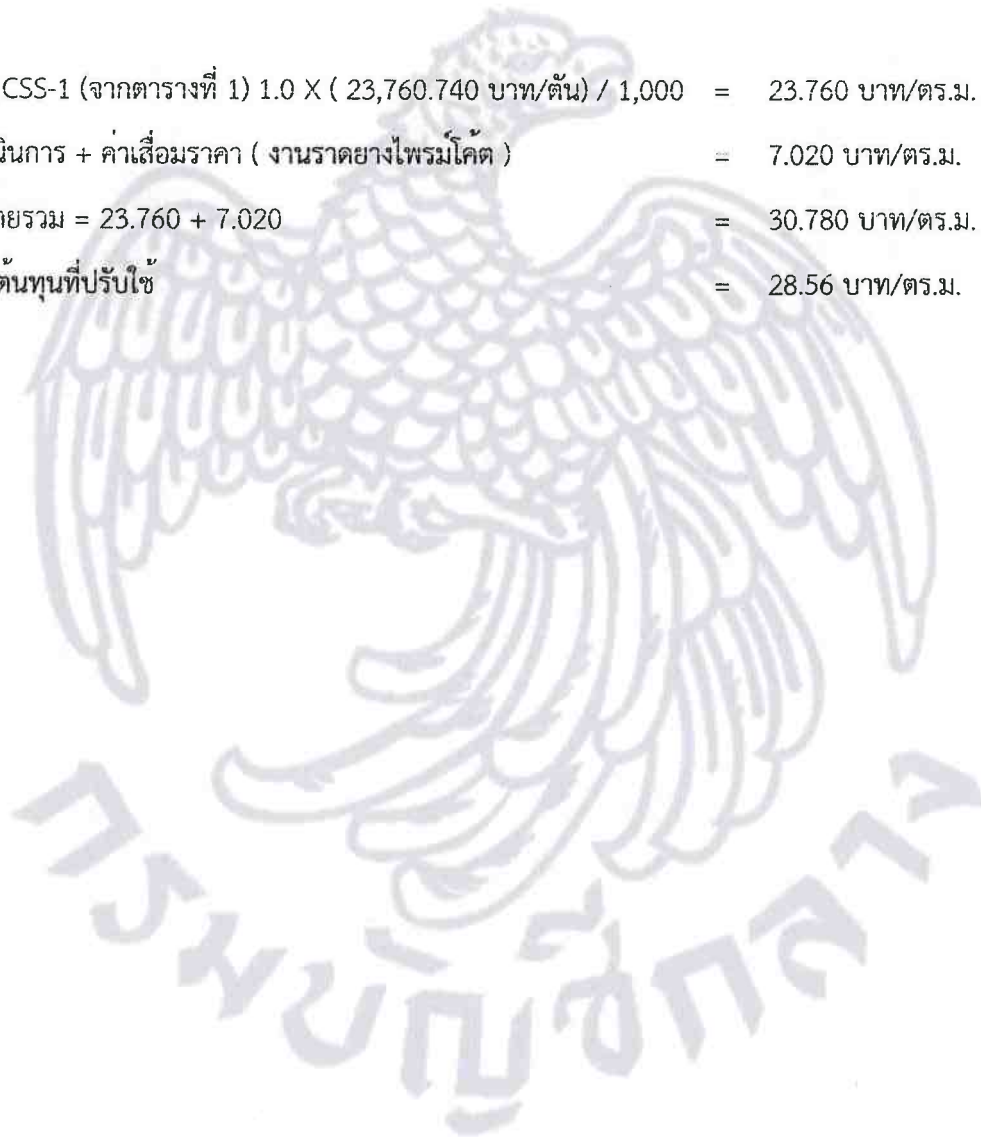 CSS-1 (จากตารางที่ 1) 1.0 X ( 23,760.740 บาท/ตัน) / 1,000 = 23.760 บาท/ตร.ม.
นินการ + ค่าเสื่อมราคา ( งานราดยางไพรม์โค้ต ) = 7.020 บาท/ตร.ม.
ายรวม = 23.760 + 7.020 = 30.780 บาท/ตร.ม.
ต้นทุนที่ปรับใช้ = 28.56 บาท/ตร.ม.
กรมบัญชีกลาง